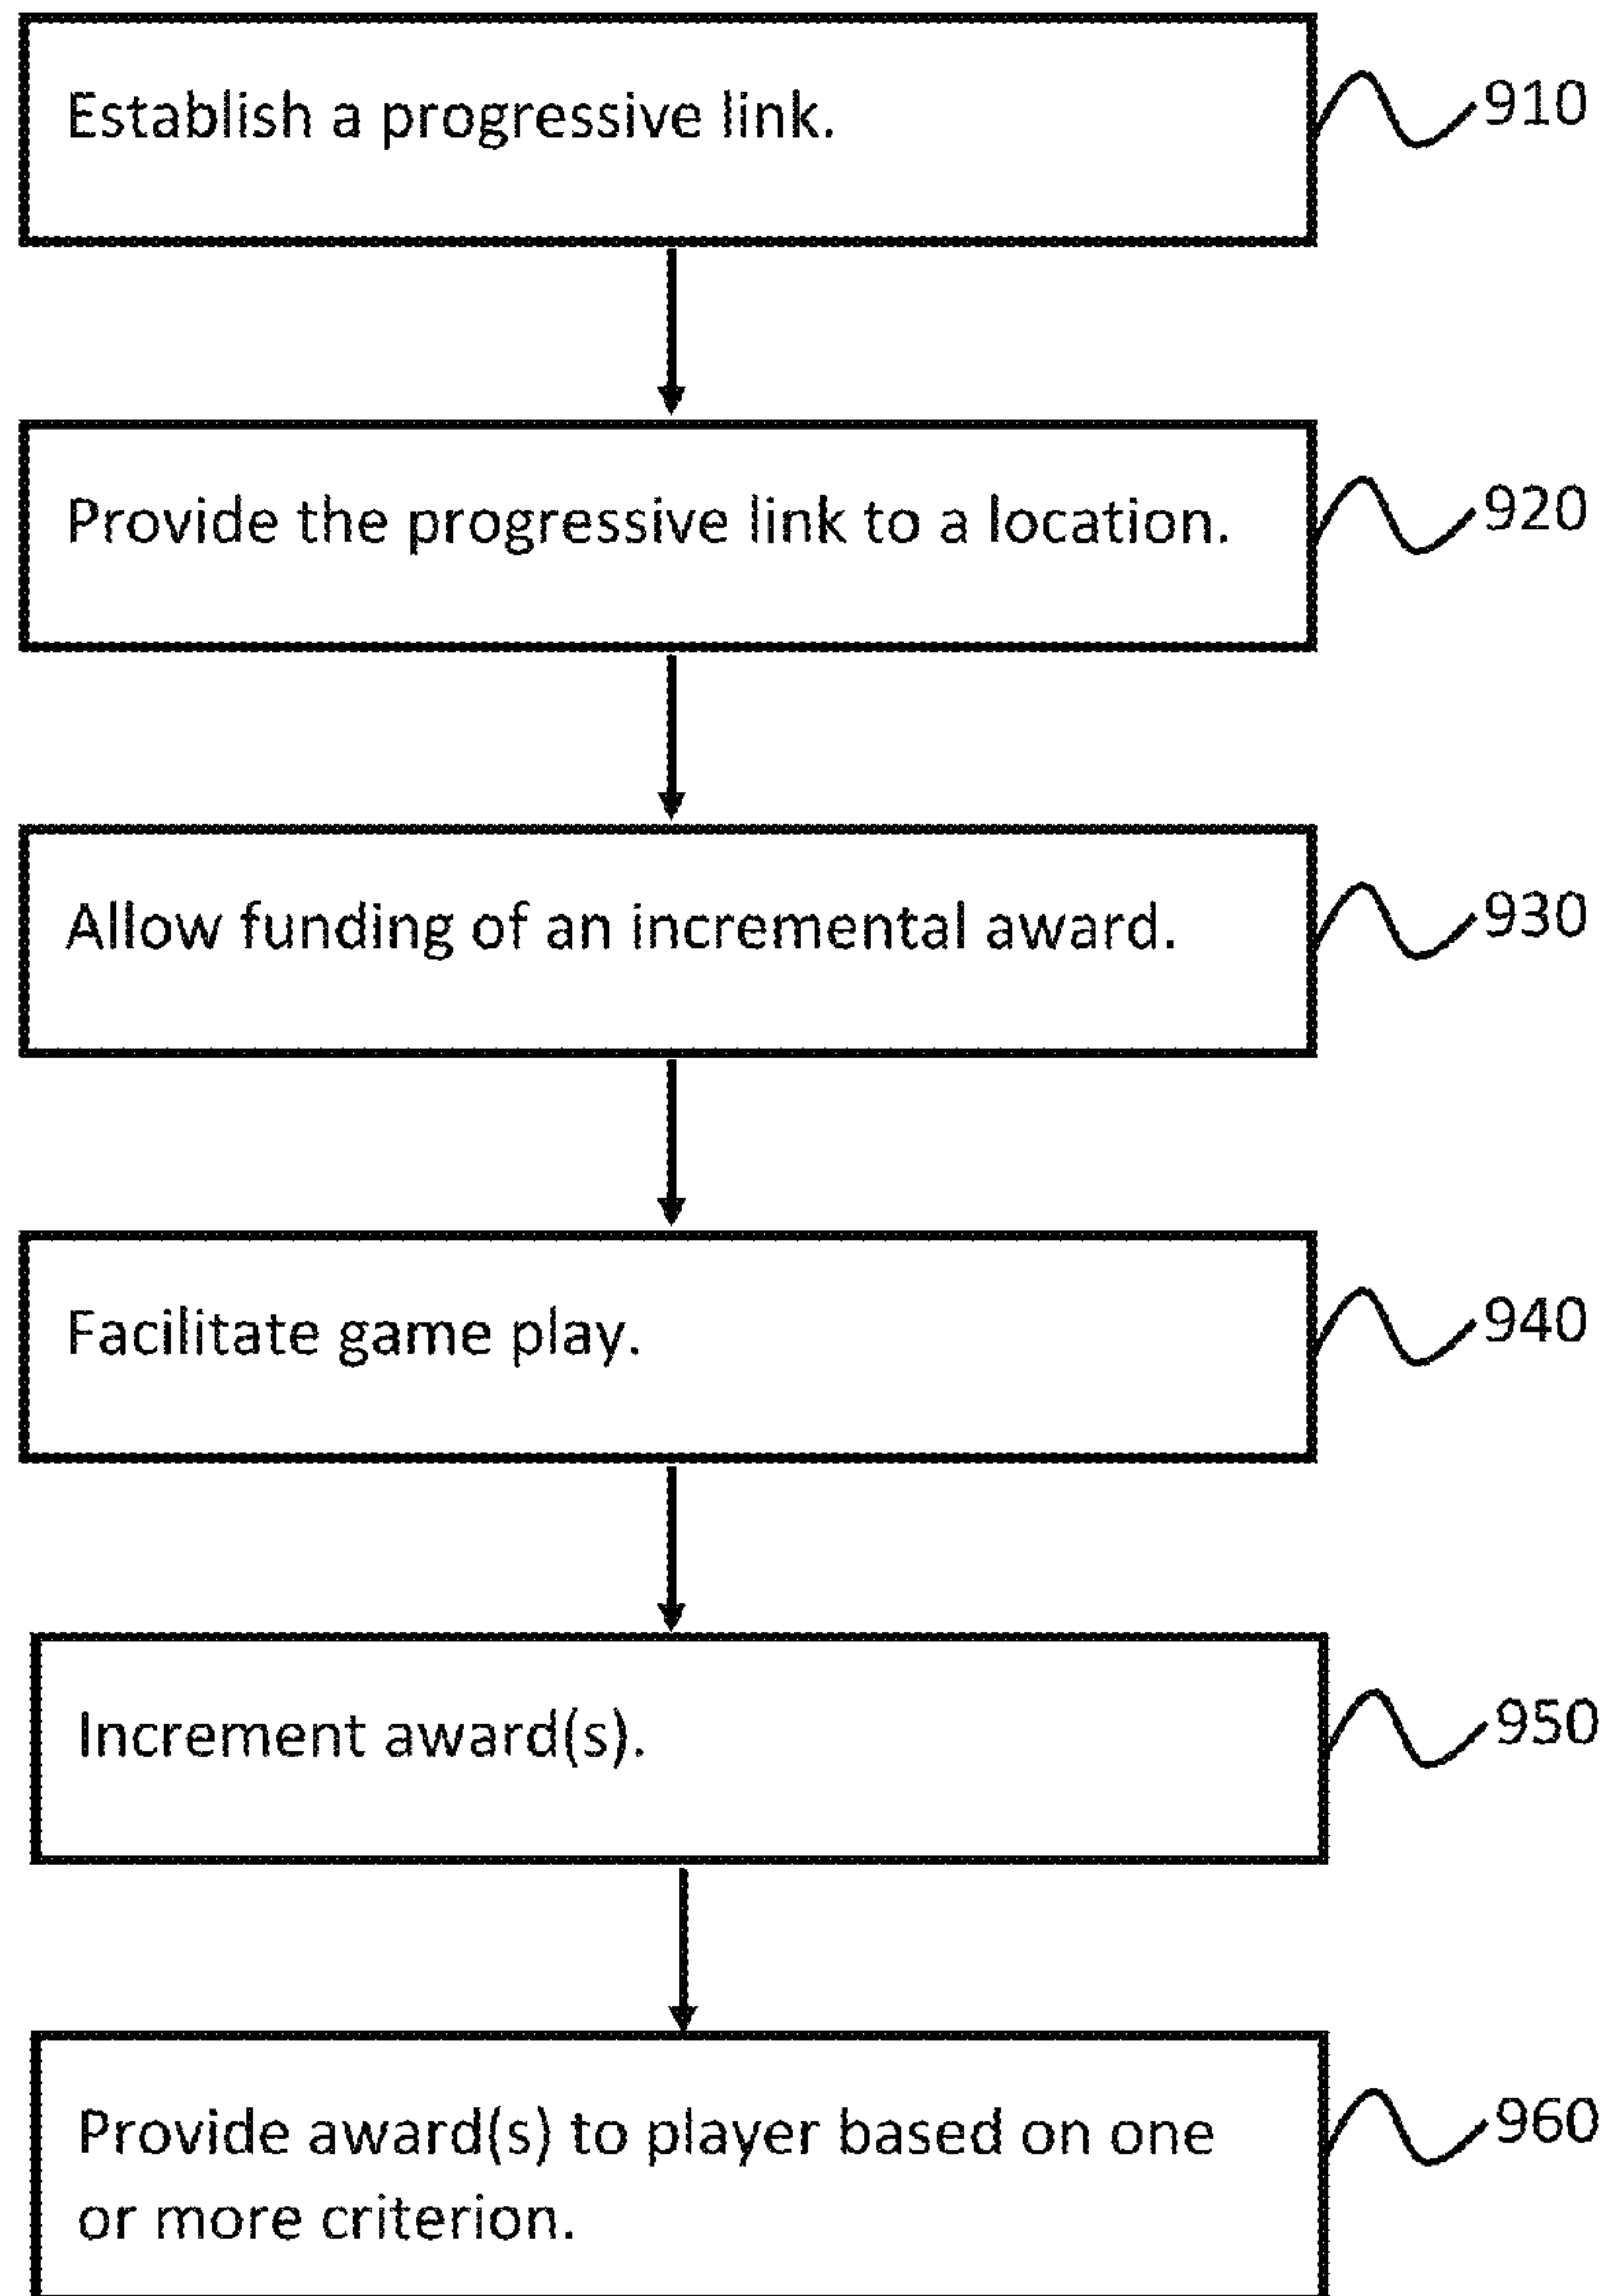 Establish a progressive link.
910
Provide the progressive link to a location.
920
Allow funding of an incremental award.
930
Facilitate game play.
940
Increment award(s).
950
Provide award(s) to player based on one
or more criterion.
960